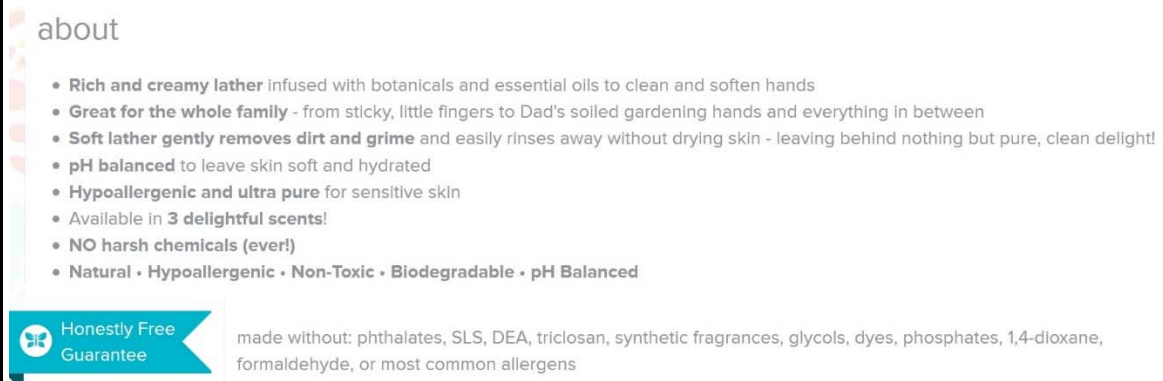 about
• Rich and creamy lather infused with botanicals and essential oils to clean and soften hands
• Great for the whole family - from sticky, little fingers to Dad's soiled gardening hands and everything in between
• Soft lather gently removes dirt and grime and easily rinses away without drying skin - leaving behind nothing but pure, clean delight!
• pH balanced to leave skin soft and hydrated
• Hypoallergenic and ultra pure for sensitive skin
• Available in 3 delightful scents!
• NO harsh chemicals (ever!)
• Natural • Hypoallergenic • Non-Toxic • Biodegradable • pH Balanced
Honestly Free
Guarantee
made without: phthalates, SLS, DEA, triclosan, synthetic fragrances, glycols, dyes, phosphates, 1,4-dioxane,
formaldehyde, or most common allergens